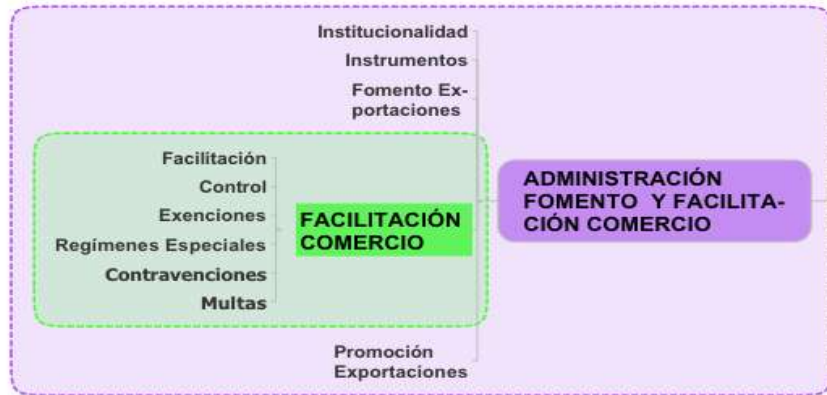 Institucionalidad
Instrumentos
Fomento Ex-
portaciones
Facilitación
Control
Exenciones
Regímenes Especiales
Contravenciones
Multas
FACILITACIÓN
COMERCIO
Promoción
Exportaciones
ADMINISTRACIÓN
FOMENTO Y FACILITA-
CIÓN COMERCIO